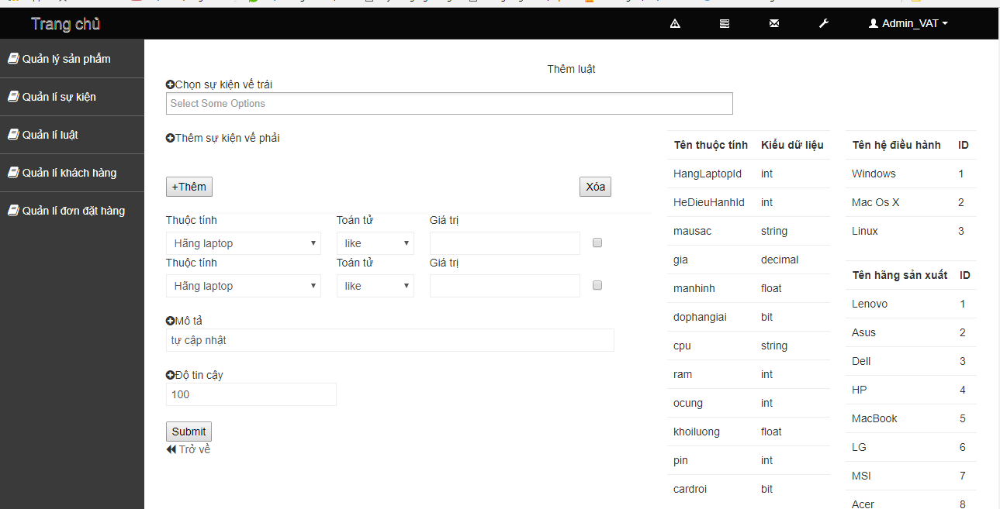 Trang chủ
Admin_VAT
Quản lý sản phẩm
Quản lí sự kiện
Quản lí luật
Quản lí khách hàng
Quản lí đơn đặt hàng
Thêm luật
Chọn sự kiện vế trái
Select Some Options
Thêm sự kiện vế phải
+Thêm
Xóa
Thuộc tính Toán tử Giá trị
Hãng laptop like
Thuộc tính Toán tử Giá trị
Hãng laptop like
Mô tả
tự cập nhật
Độ tin cậy
100
Submit
Trở về
Tên thuộc tính Kiểu dữ liệu
HangLaptopId int
HeDieuHanhId int
mausac string
gia decimal
manhinh float
dophangiai bit
cpu string
ram int
ocung int
khoiluong float
pin int
cardroi bit
Tên hệ điều hành ID
Windows 1
Mac Os X 2
Linux 3
Tên hãng sản xuất ID
Lenovo 1
Asus 2
Dell 3
HP 4
MacBook 5
LG 6
MSI 7
Acer 8